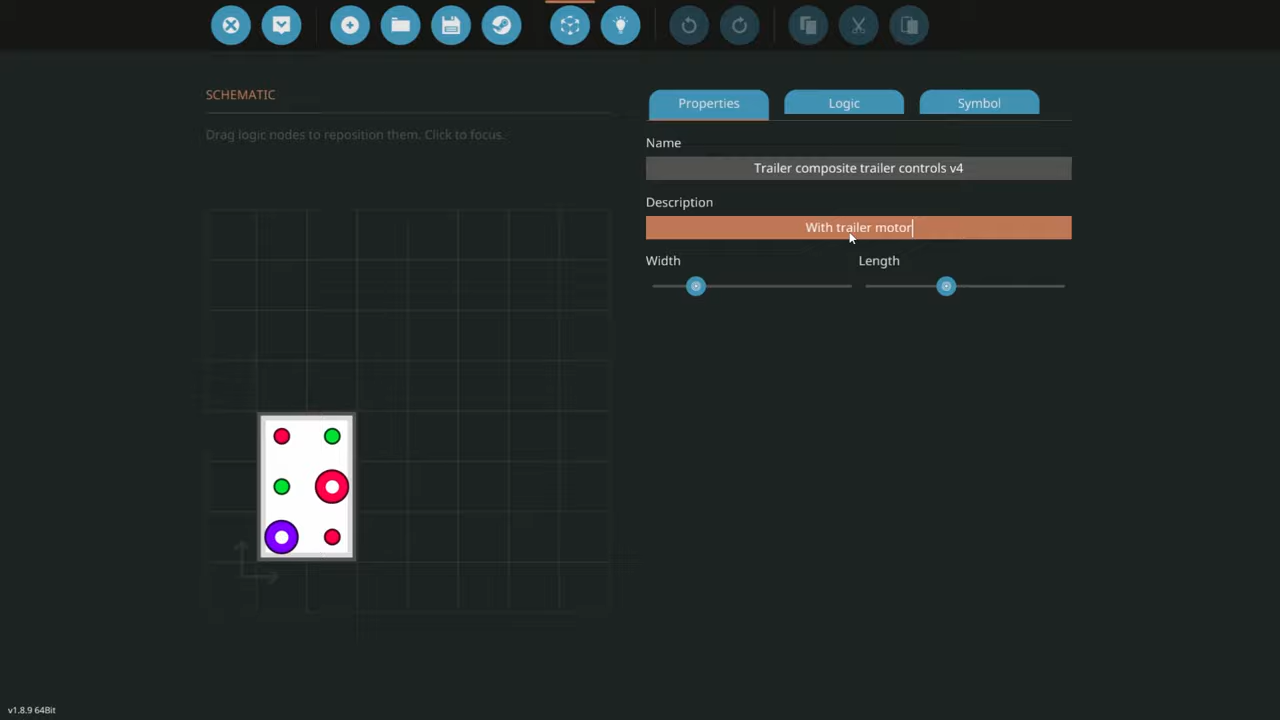 SCHEMATIC
Drag logic nodes to reposition them. Click to focus.
Properties
Logic
Symbol
Name
Trailer composite trailer controls v4
Description
With trailer motor
Width
Length
v1.8.9 64Bit